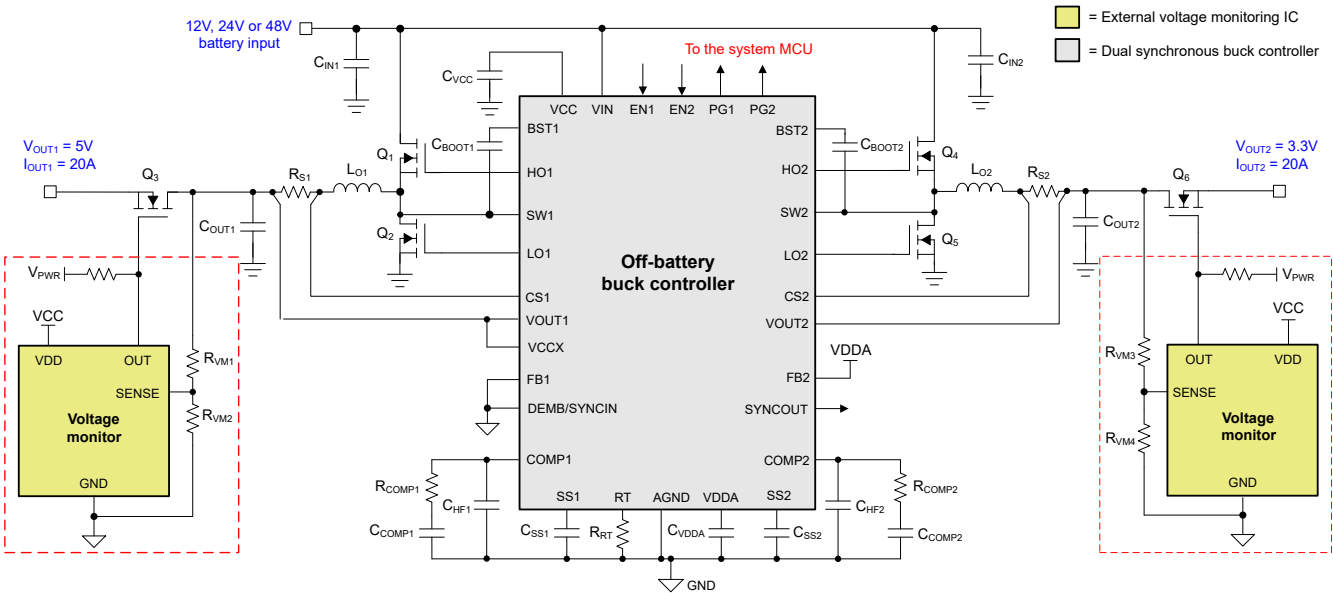 12V, 24V or 48V
battery input
= External voltage monitoring IC
= Dual synchronous buck controller
To the system MCU
CIN1
CVCC
CIN2
VCC
VIN
EN1
EN2
PG1
PG2
BST1
BST2
CBOOT1
CBOOT2
VOUT1 = 5V
IOUT1 = 20A
VOUT2 = 3.3V
IOUT2 = 20A
Q3
RS1
LO1
Q1
HO1
HO2
Q4
LO2
RS2
Q6
COUT1
Q2
SW1
SW2
Q5
COUT2
LO1
LO2
Off-battery
buck controller
VPWR
VPWR
CS1
CS2
VCC
VOUT1
VOUT2
VCC
VDD
OUT
RVM1
VCCX
VDDA
RVM3
OUT
VDD
SENSE
FB1
FB2
SENSE
Voltage
monitor
RVM2
DEMB/SYNCIN
SYNCOUT
RVM4
Voltage
monitor
GND
COMP1
COMP2
GND
RCOMP1
CHF1
SS1
RT
AGND
VDDA
SS2
CHF2
RCOMP2
CCOMP1
CSS1
RRT
CVDDA
CSS2
CCOMP2
GND